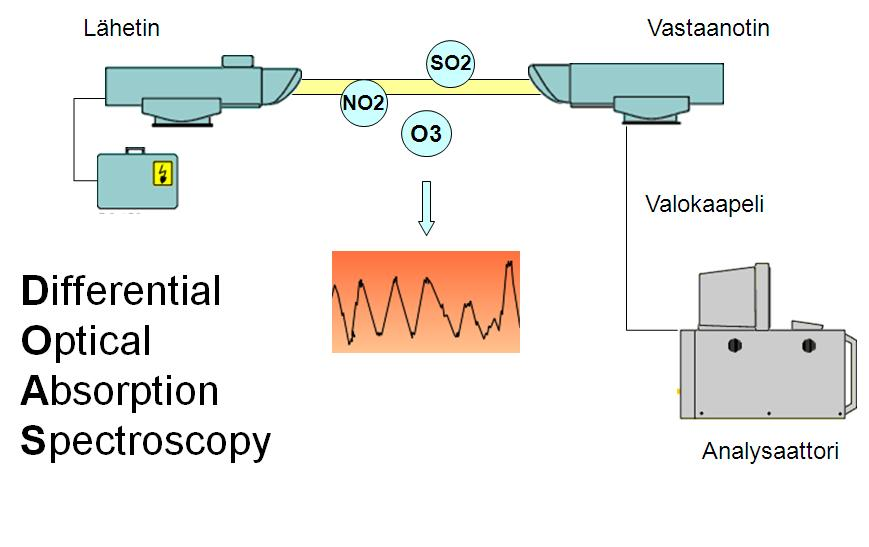 Lähetin
Vastaanotin
SO2
NO2
O3
Valokaapeli
Differential
Optical
Absorption
Spectroscopy
Analysaattori